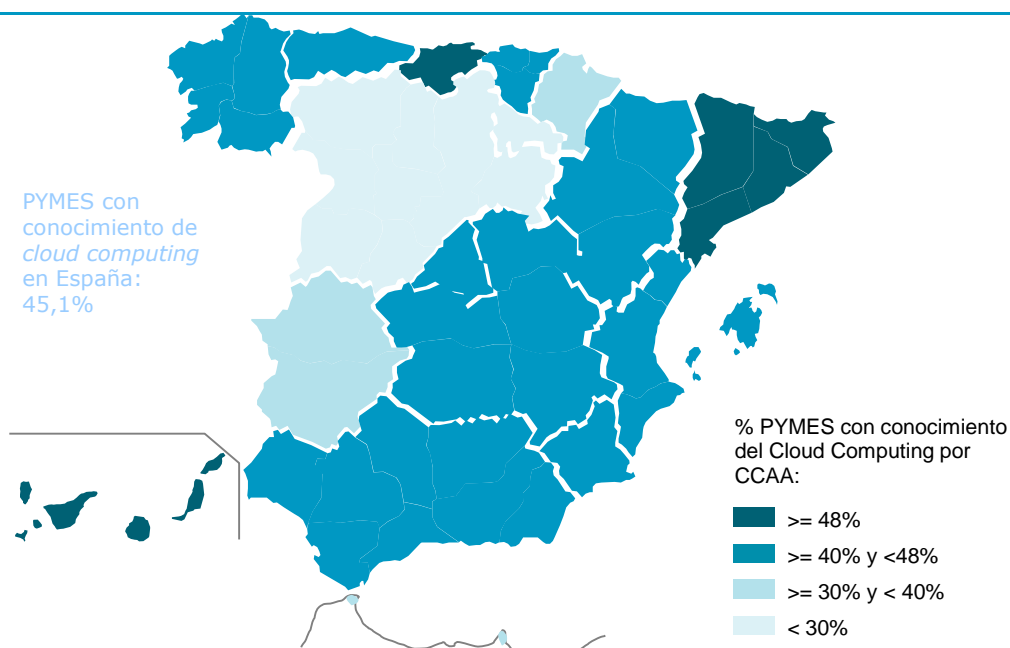 PYMES con
conocimiento de
cloud computing
en España:
45,1%
% PYMES con conocimiento
del Cloud Computing por
CCAA:
>= 48%
>= 40% y <48%
>= 30% y < 40%
< 30%